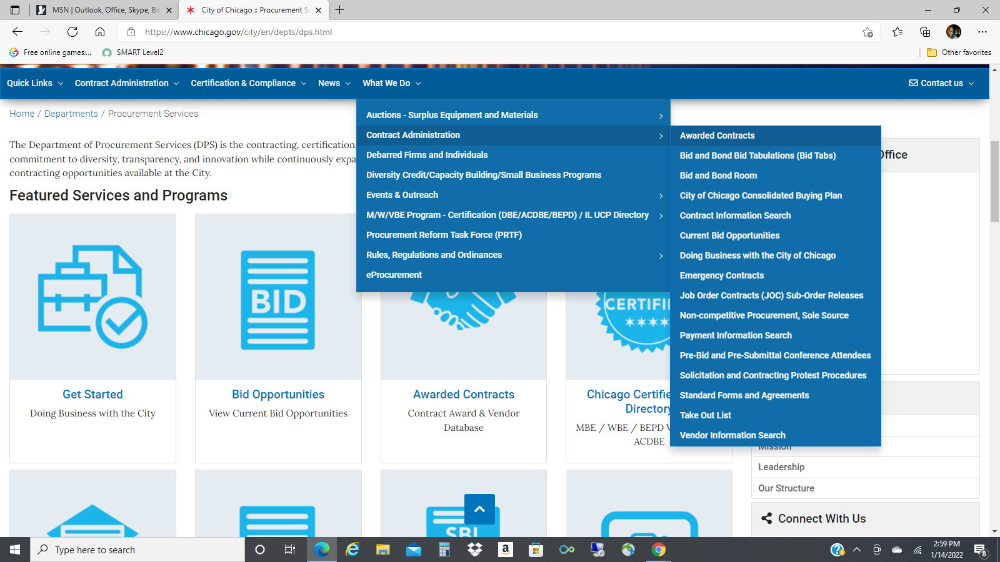 MSN | Outlook, Office, Skype, Bi
City of Chicago :: Procurement S
https://www.chicago.gov/city/en/depts/dps.html
Free online games:...
SMART Level2
Other favorites
Quick Links
Contract Administration
Certification & Compliance
News
What We Do
Contact us
Home / Departments / Procurement Services
The Department of Procurement Services (DPS) is the contracting, certification,
commitment to diversity, transparency, and innovation while continuously expa
contracting opportunities available at the City.
Featured Services and Programs
Auctions - Surplus Equipment and Materials
Contract Administration
Debarred Firms and Individuals
Diversity Credit/Capacity Building/Small Business Programs
Events & Outreach
M/W/VBE Program - Certification (DBE/ACDBE/BEPD) / IL UCP Directory
Procurement Reform Task Force (PRTF)
Rules, Regulations and Ordinances
eProcurement
Awarded Contracts
Bid and Bond Bid Tabulations (Bid Tabs)
Bid and Bond Room
City of Chicago Consolidated Buying Plan
Contract Information Search
Current Bid Opportunities
Doing Business with the City of Chicago
Emergency Contracts
Job Order Contracts (JOC) Sub-Order Releases
Non-competitive Procurement, Sole Source
Payment Information Search
Pre-Bid and Pre-Submittal Conference Attendees
Solicitation and Contracting Protest Procedures
Standard Forms and Agreements
Take Out List
Vendor Information Search
Office
BID
CERTIFI
Get Started
Doing Business with the City
Bid Opportunities
View Current Bid Opportunities
Awarded Contracts
Contract Award & Vendor
Database
Chicago Certifie
Directory
MBE / WBE / BEPD V
ACDBE
Mission
Leadership
Our Structure
Connect With Us
SBI
Type here to search
2:59 PM
1/14/2022
8